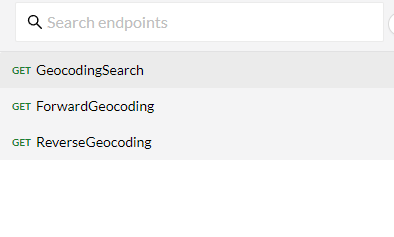 Search endpoints
GET GeocodingSearch
GET ForwardGeocoding
GET ReverseGeocoding